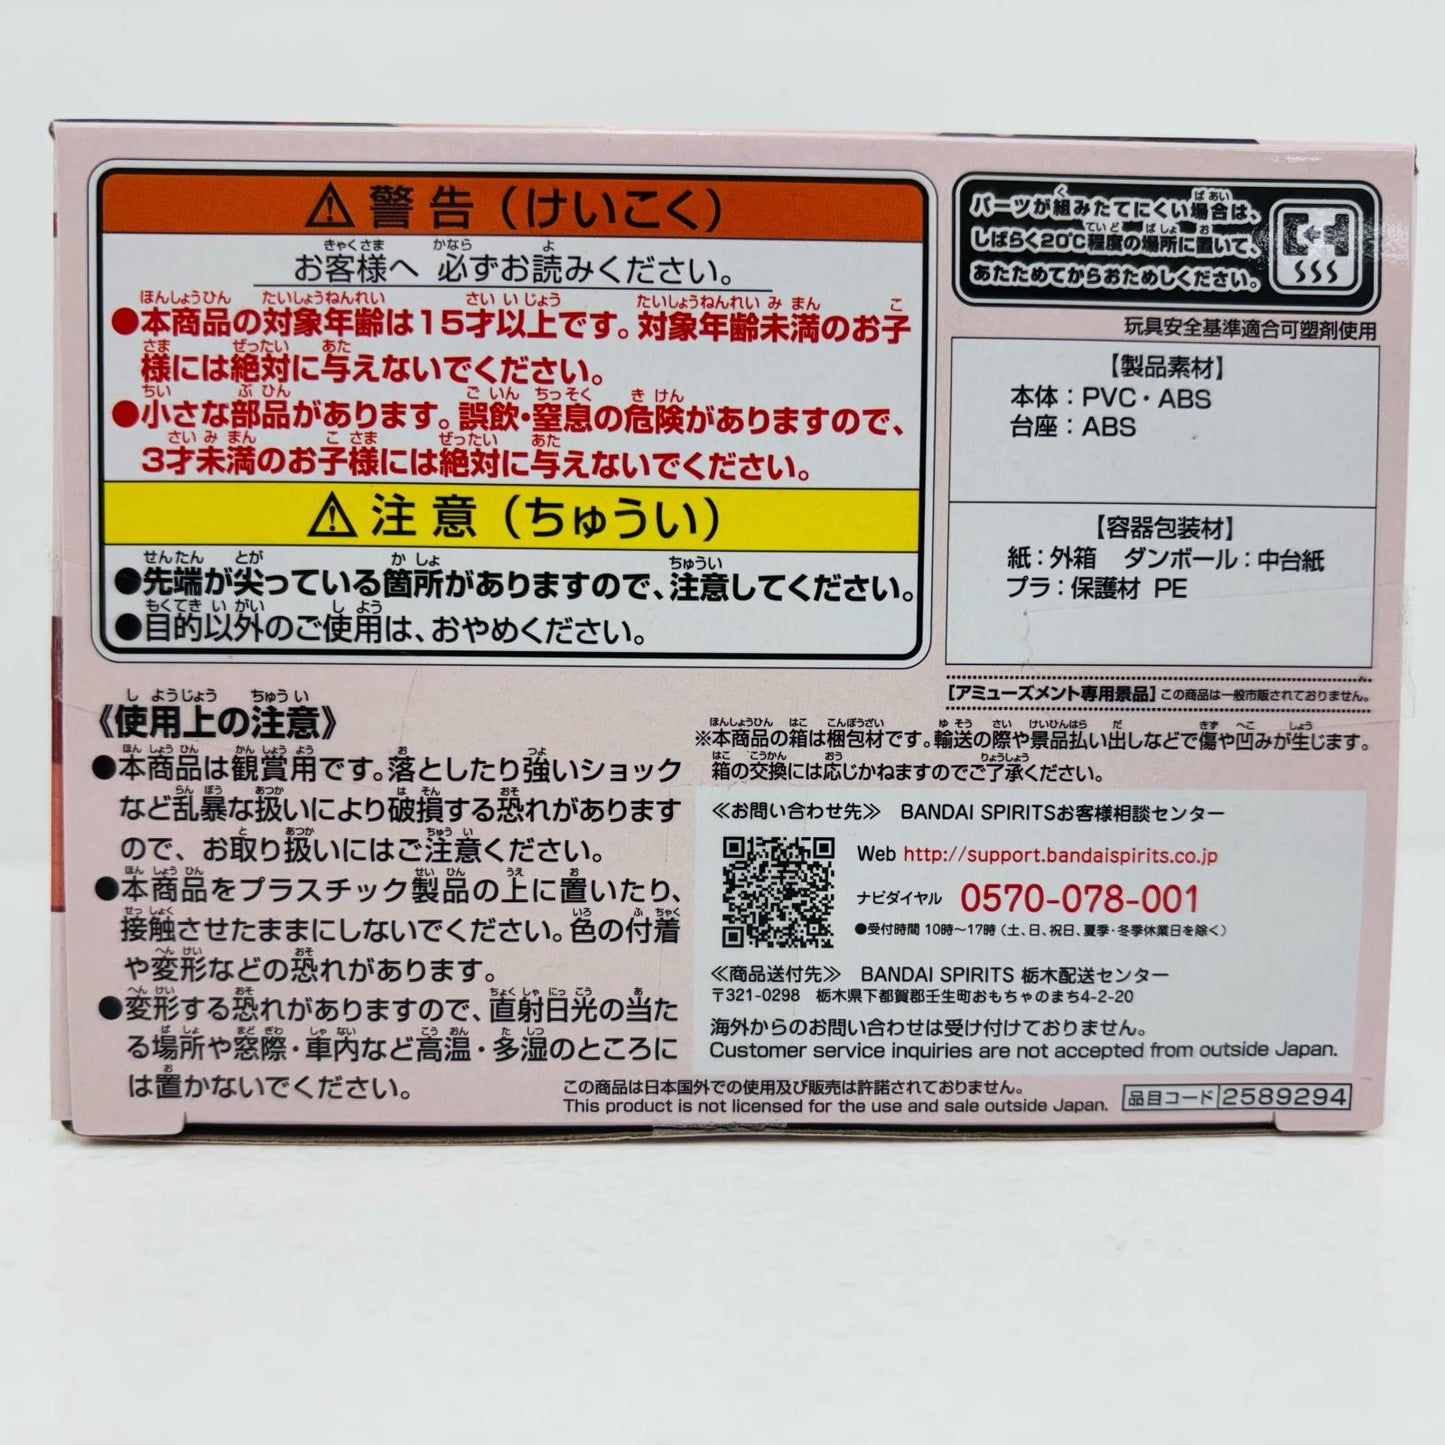 警告（けいこく）
お客様へ 必ずお読みください。
●本商品の対象年齢は15才以上です。対象年齢未満のお子
様には絶対に与えないでください。
●小さな部品があります。誤飲・窒息の危険がありますので、
3才未満のお子様には絶対に与えないでください。
注意（ちゅうい）
●先端が尖っている箇所がありますので、注意してください。
●目的以外のご使用は、おやめください。
パーツが組みたてにくい場合は、
しばらく20℃程度の場所に置いて、
あたためてからおためしください。
玩具安全基準適合可塑剤使用
【製品素材】
本体：PVC・ABS
台座：ABS
【容器包装材】
紙：外箱 ダンボール：中台紙
プラ：保護材 PE
[アミューズメント専用景品] この商品は一般市販されておりません。
※本商品の箱は梱包材です。輸送の際や景品払い出しなどで傷や凹みが生じます。
箱の交換には応じかねますのでご了承ください。
《使用上の注意》
●本商品は観賞用です。落としたり強いショック
など乱暴な扱いにより破損する恐れがあります
ので、お取り扱いにはご注意ください。
●本商品をプラスチック製品の上に置いたり、
接触させたままにしないでください。色の付着
や変形などの恐れがあります。
●変形する恐れがありますので、直射日光の当た
る場所や窓際・車内など高温・多湿のところに
は置かないでください。
≪お問い合わせ先≫ BANDAI SPIRITSお客様相談センター
Web http://support.bandaispirits.co.jp
ナビダイヤル 0570-078-001
●受付時間 10時〜17時（土、日、祝日、夏季・冬季休業日を除く）
≪商品送付先≫ BANDAI SPIRITS 栃木配送センター
〒321-0298 栃木県下都賀郡壬生町おもちゃのまち4-2-20
海外からのお問い合わせは受け付けておりません。
Customer service inquiries are not accepted from outside Japan.
この商品は日本国外での使用及び販売は許諾されておりません。
This product is not licensed for the use and sale outside Japan.
品目コード 2589294